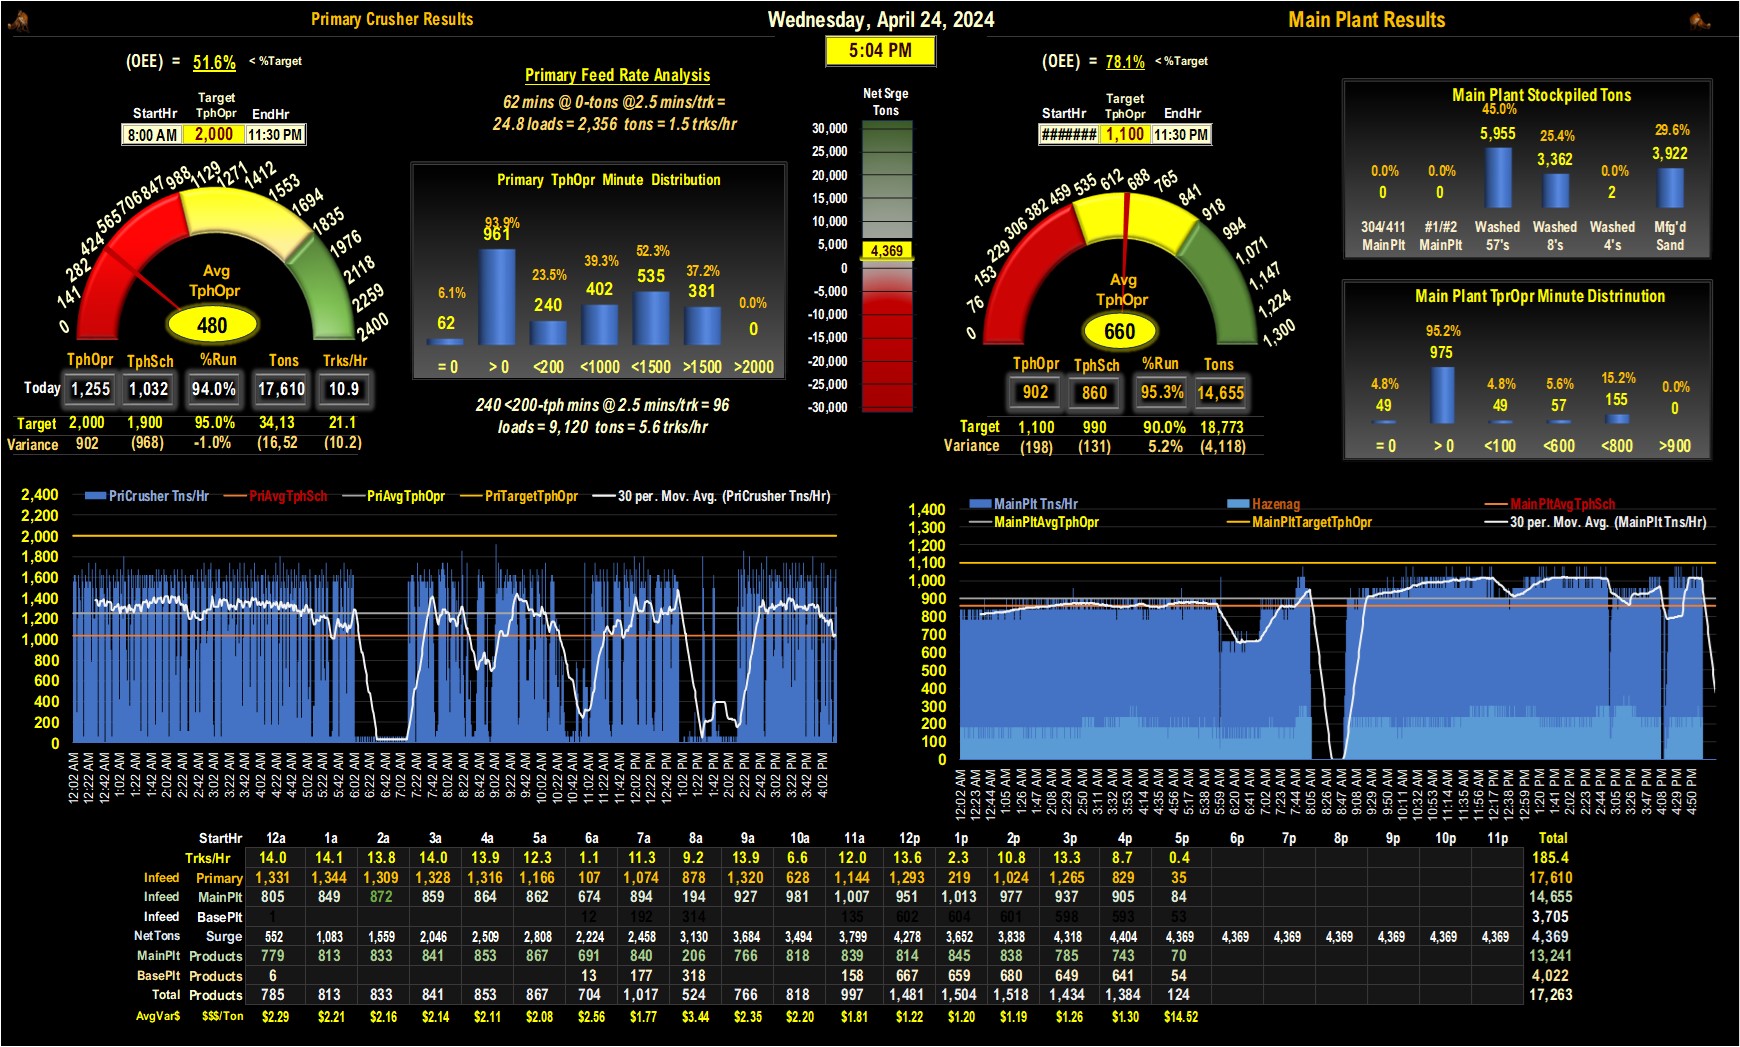 Primary Crusher Results
Wednesday, April 24, 2024
Main Plant Results
5:04 PM
(OEE) = 51.6% < %Target
StartHr Target TphOpr EndHr
8:00 AM 2,000 11:30 PM
0 141 282 424 565 706 847 988 1129 1271 1412 1553 1694 1835 1976 2118 2259 2400
Avg
TphOpr
480
TphOpr TphSch %Run Tons Trks/Hr
Today 1,255 1,032 94.0% 17,610 10.9
Target 2,000 1,900 95.0% 34,13 21.1
Variance 902 (968) -1.0% (16,52 (10.2)
Primary Feed Rate Analysis
62 mins @ 0-tons @2.5 mins/trk =
24.8 loads = 2,356 tons = 1.5 trks/hr
Primary TphOpr Minute Distribution
6.1% 93.9% 23.5% 39.3% 52.3% 37.2% 0.0%
62 961 240 402 535 381 0
= 0 > 0 <200 <1000 <1500 >1500 >2000
240 <200-tph mins @ 2.5 mins/trk = 96
loads = 9,120 tons = 5.6 trks/hr
Net Srge
Tons
30,000
25,000
20,000
15,000
10,000
5,000
4,369
0
-5,000
-10,000
-15,000
-20,000
-25,000
-30,000
(OEE) = 78.1% < %Target
StartHr Target TphOpr EndHr
####### 1,100 11:30 PM
0 76 153 229 306 382 459 535 612 688 765 841 918 994 1,071 1,147 1,224 1,300
Avg
TphOpr
660
TphOpr TphSch %Run Tons
902 860 95.3% 14,655
Target 1,100 990 90.0% 18,773
Variance (198) (131) 5.2% (4,118)
Main Plant Stockpiled Tons
0.0% 0.0% 45.0% 25.4% 0.0% 29.6%
0 0 5,955 3,362 2 3,922
304/411 #1/#2 Washed Washed Washed Mfg'd
MainPlt MainPlt 57's 8's 4's Sand
Main Plant TprOpr Minute Distrinution
4.8% 95.2% 4.8% 5.6% 15.2% 0.0%
49 975 49 57 155 0
= 0 > 0 <100 <600 <800 >900
PriCrusher Tns/Hr PriAvgTphSch PriAvgTphOpr PriTargetTphOpr 30 per. Mov. Avg. (PriCrusher Tns/Hr)
2,400
2,200
2,000
1,800
1,600
1,400
1,200
1,000
800
600
400
200
0
12:02 AM 12:22 AM 12:42 AM 1:02 AM 1:22 AM 1:42 AM 2:02 AM 2:22 AM 2:42 AM 3:02 AM 3:22 AM 3:42 AM 4:02 AM 4:22 AM 4:42 AM 5:02 AM 5:22 AM 5:42 AM 6:02 AM 6:22 AM 6:42 AM 7:02 AM 7:22 AM 7:42 AM 8:02 AM 8:22 AM 8:42 AM 9:02 AM 9:22 AM 9:42 AM 10:02 AM 10:22 AM 10:42 AM 11:02 AM 11:22 AM 11:42 AM 12:02 PM 12:22 PM 12:42 PM 1:02 PM 1:22 PM 1:42 PM 2:02 PM 2:22 PM 2:42 PM 3:02 PM 3:22 PM 3:42 PM 4:02 PM
MainPlt Tns/Hr Hazenag MainPltAvgTphSch
MainPltAvgTphOpr MainPltTargetTphOpr 30 per. Mov. Avg. (MainPlt Tns/Hr)
1,400
1,300
1,200
1,100
1,000
900
800
700
600
500
400
300
200
100
0
12:02 AM 12:23 AM 12:44 AM 1:05 AM 1:26 AM 1:47 AM 2:08 AM 2:29 AM 2:50 AM 3:11 AM 3:32 AM 3:53 AM 4:14 AM 4:35 AM 4:56 AM 5:17 AM 5:38 AM 5:59 AM 6:20 AM 6:41 AM 7:02 AM 7:23 AM 7:44 AM 8:05 AM 8:26 AM 8:47 AM 9:08 AM 9:29 AM 9:50 AM 10:11 AM 10:32 AM 10:53 AM 11:14 AM 11:35 AM 11:56 AM 12:17 PM 12:38 PM 12:59 PM 1:20 PM 1:41 PM 2:02 PM 2:23 PM 2:44 PM 3:05 PM 3:26 PM 3:47 PM 4:08 PM 4:29 PM 4:50 PM
StartHr 12a 1a 2a 3a 4a 5a 6a 7a 8a 9a 10a 11a 12p 1p 2p 3p 4p 5p 6p 7p 8p 9p 10p 11p Total
Trks/Hr 14.0 14.1 13.8 14.0 13.9 12.3 1.1 11.3 9.2 13.9 6.6 12.0 13.6 2.3 10.8 13.3 8.7 0.4 185.4
Infeed Primary 1,331 1,344 1,309 1,328 1,316 1,166 107 1,074 878 1,320 628 1,144 1,293 219 1,024 1,265 829 35 17,610
Infeed MainPlt 805 849 872 859 864 862 674 894 194 927 981 1,007 951 1,013 977 937 905 84 14,655
Infeed BasePlt 1 12 192 314 135 602 604 601 598 593 53 3,705
NetTons Surge 552 1,083 1,559 2,046 2,509 2,808 2,224 2,458 3,130 3,684 3,494 3,799 4,278 3,652 3,838 4,318 4,404 4,369 4,369 4,369 4,369 4,369 4,369 4,369 4,369
MainPlt Products 779 813 833 841 853 867 691 840 206 766 818 839 814 845 838 785 743 70 13,241
BasePlt Products 6 13 177 318 158 667 659 680 649 641 54 4,022
Total Products 785 813 833 841 853 867 704 1,017 524 766 818 997 1,481 1,504 1,518 1,434 1,384 124 17,263
AvgVar$ $$$/Ton $2.29 $2.21 $2.16 $2.14 $2.11 $2.08 $2.56 $1.77 $3.44 $2.35 $2.20 $1.81 $1.22 $1.20 $1.19 $1.26 $1.30 $14.52